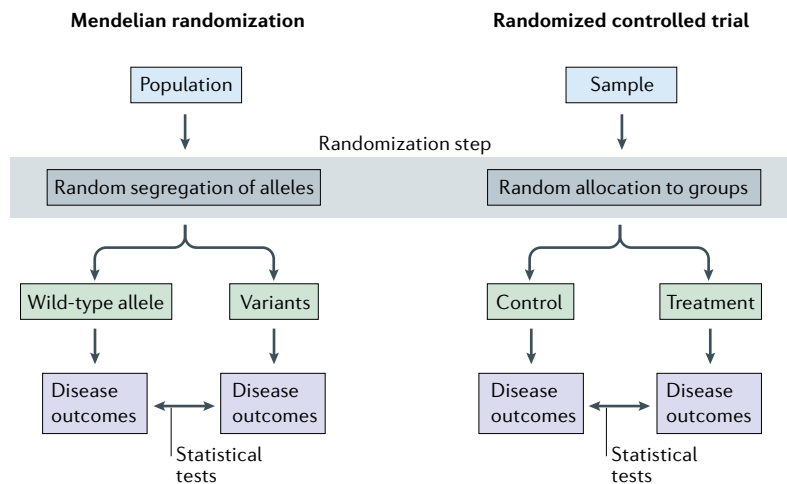 Mendelian randomization
Randomized controlled trial
Population
Sample
Randomization step
Random segregation of alleles
Random allocation to groups
Wild-type allele
Variants
Control
Treatment
Disease
outcomes
Disease
outcomes
Disease
outcomes
Disease
outcomes
Statistical
tests
Statistical
tests